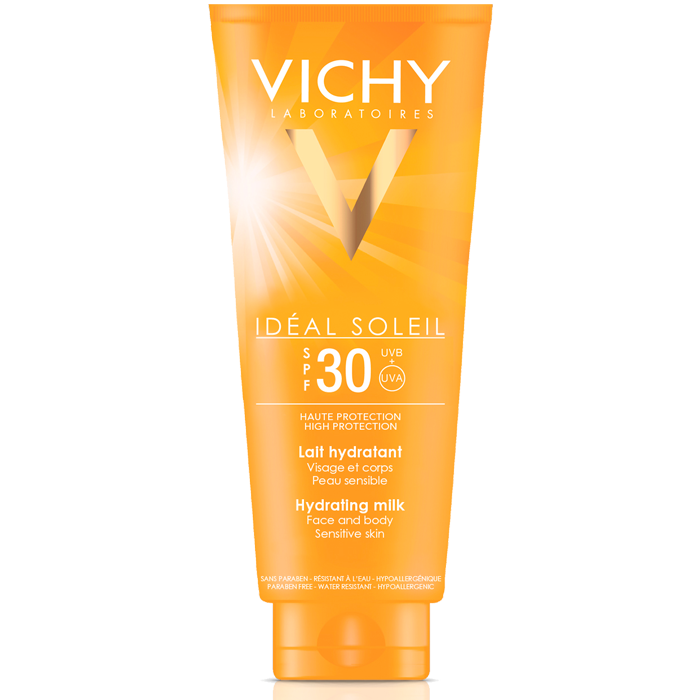 VICHY
LABORATOIRES
V
IDÉAL SOLEIL
SPF 30 UVB + UVA
HAUTE PROTECTION
HIGH PROTECTION
Lait hydratant
Visage et corps
Peau sensible
Hydrating milk
Face and body
Sensitive skin
SANS PARABEN - RÉSISTANT À L'EAU - HYPOALLERGÉNIQUE
PARABEN FREE - WATER RESISTANT - HYPOALLERGENIC